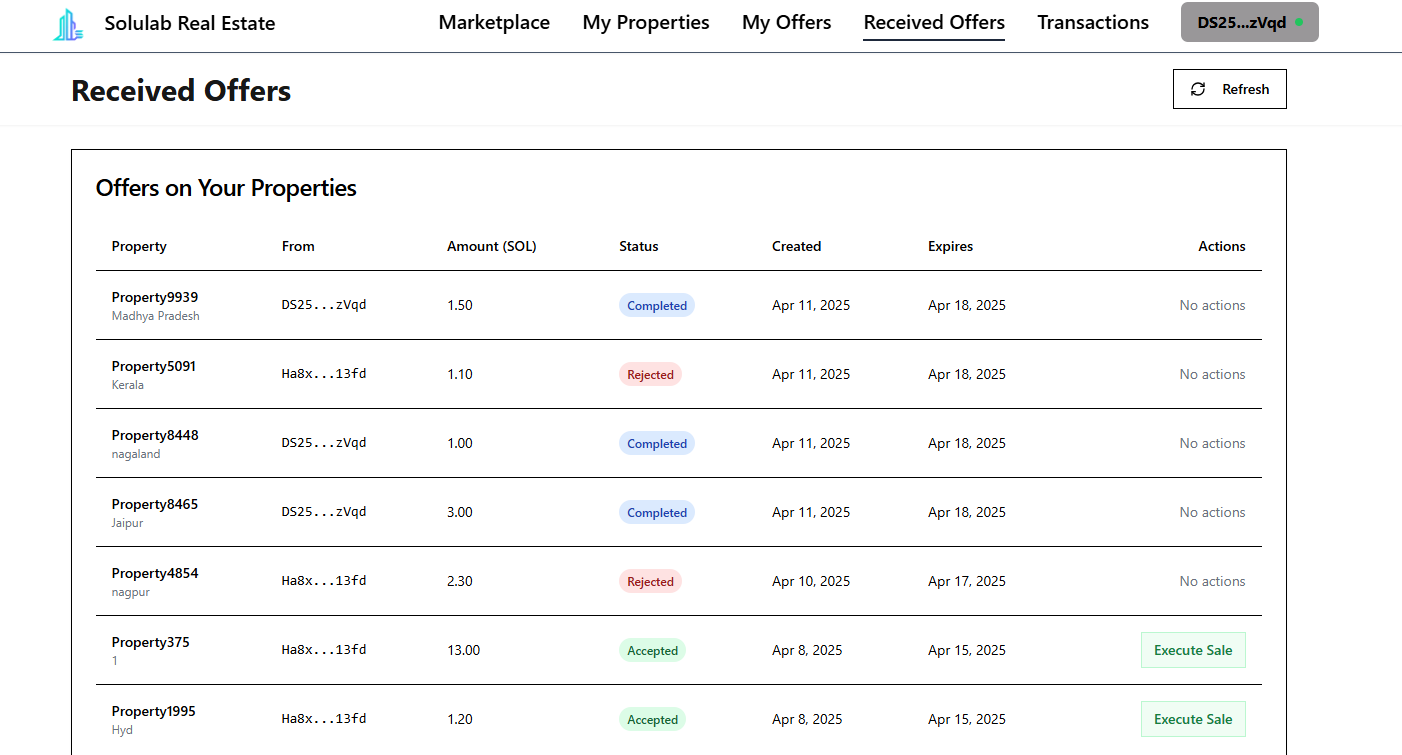 Solulab Real Estate Marketplace My Properties My Offers Received Offers Transactions DS25...zVqd
Received Offers Refresh
Offers on Your Properties
Property From Amount (SOL) Status Created Expires Actions
Property9939
Madhya Pradesh
DS25...zVqd 1.50 Completed Apr 11, 2025 Apr 18, 2025 No actions
Property5091
Kerala
Ha8x...13fd 1.10 Rejected Apr 11, 2025 Apr 18, 2025 No actions
Property8448
nagaland
DS25...zVqd 1.00 Completed Apr 11, 2025 Apr 18, 2025 No actions
Property8465
Jaipur
DS25...zVqd 3.00 Completed Apr 11, 2025 Apr 18, 2025 No actions
Property4854
nagpur
Ha8x...13fd 2.30 Rejected Apr 10, 2025 Apr 17, 2025 No actions
Property375
1
Ha8x...13fd 13.00 Accepted Apr 8, 2025 Apr 15, 2025 Execute Sale
Property1995
Hyd
Ha8x...13fd 1.20 Accepted Apr 8, 2025 Apr 15, 2025 Execute Sale